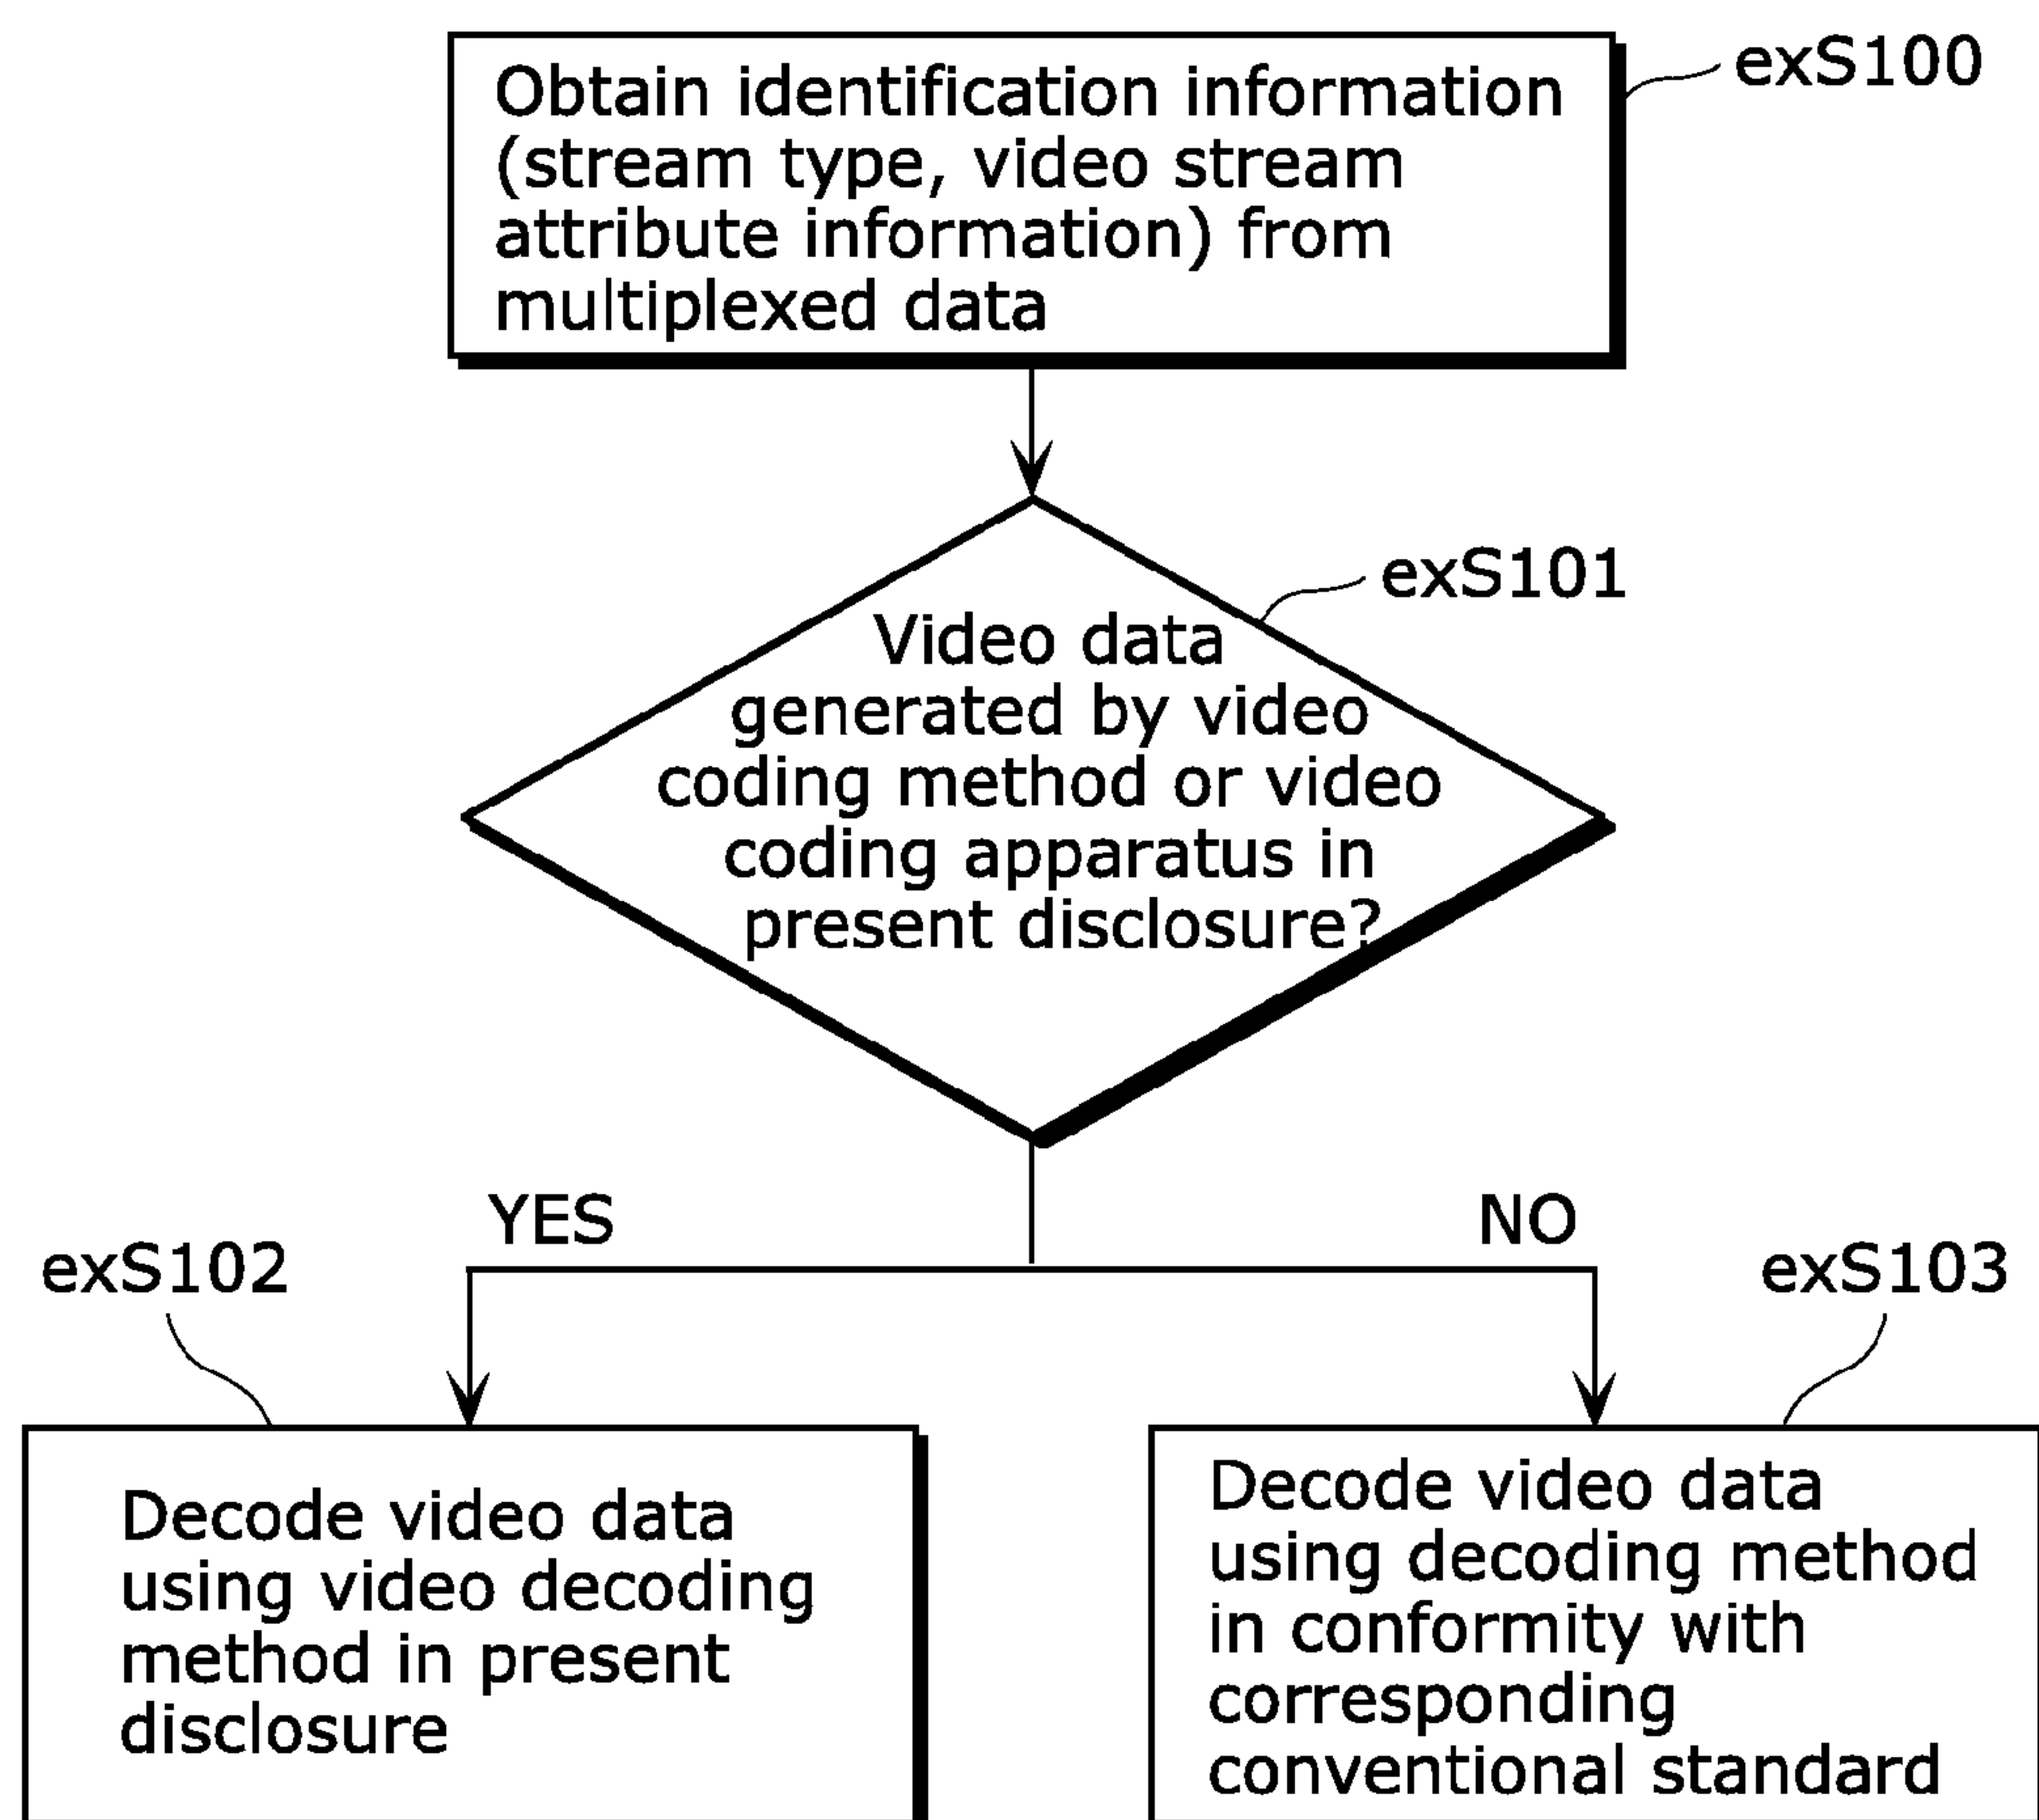 Obtain identification information
(stream type, video stream
attribute information) from
multiplexed data
exS100
exS101
Video data
generated by video
coding method or video
coding apparatus in
present disclosure?
YES
NO
exS102
exS103
Decode video data
using video decoding
method in present
disclosure
Decode video data
using decoding method
in conformity with
corresponding
conventional standard